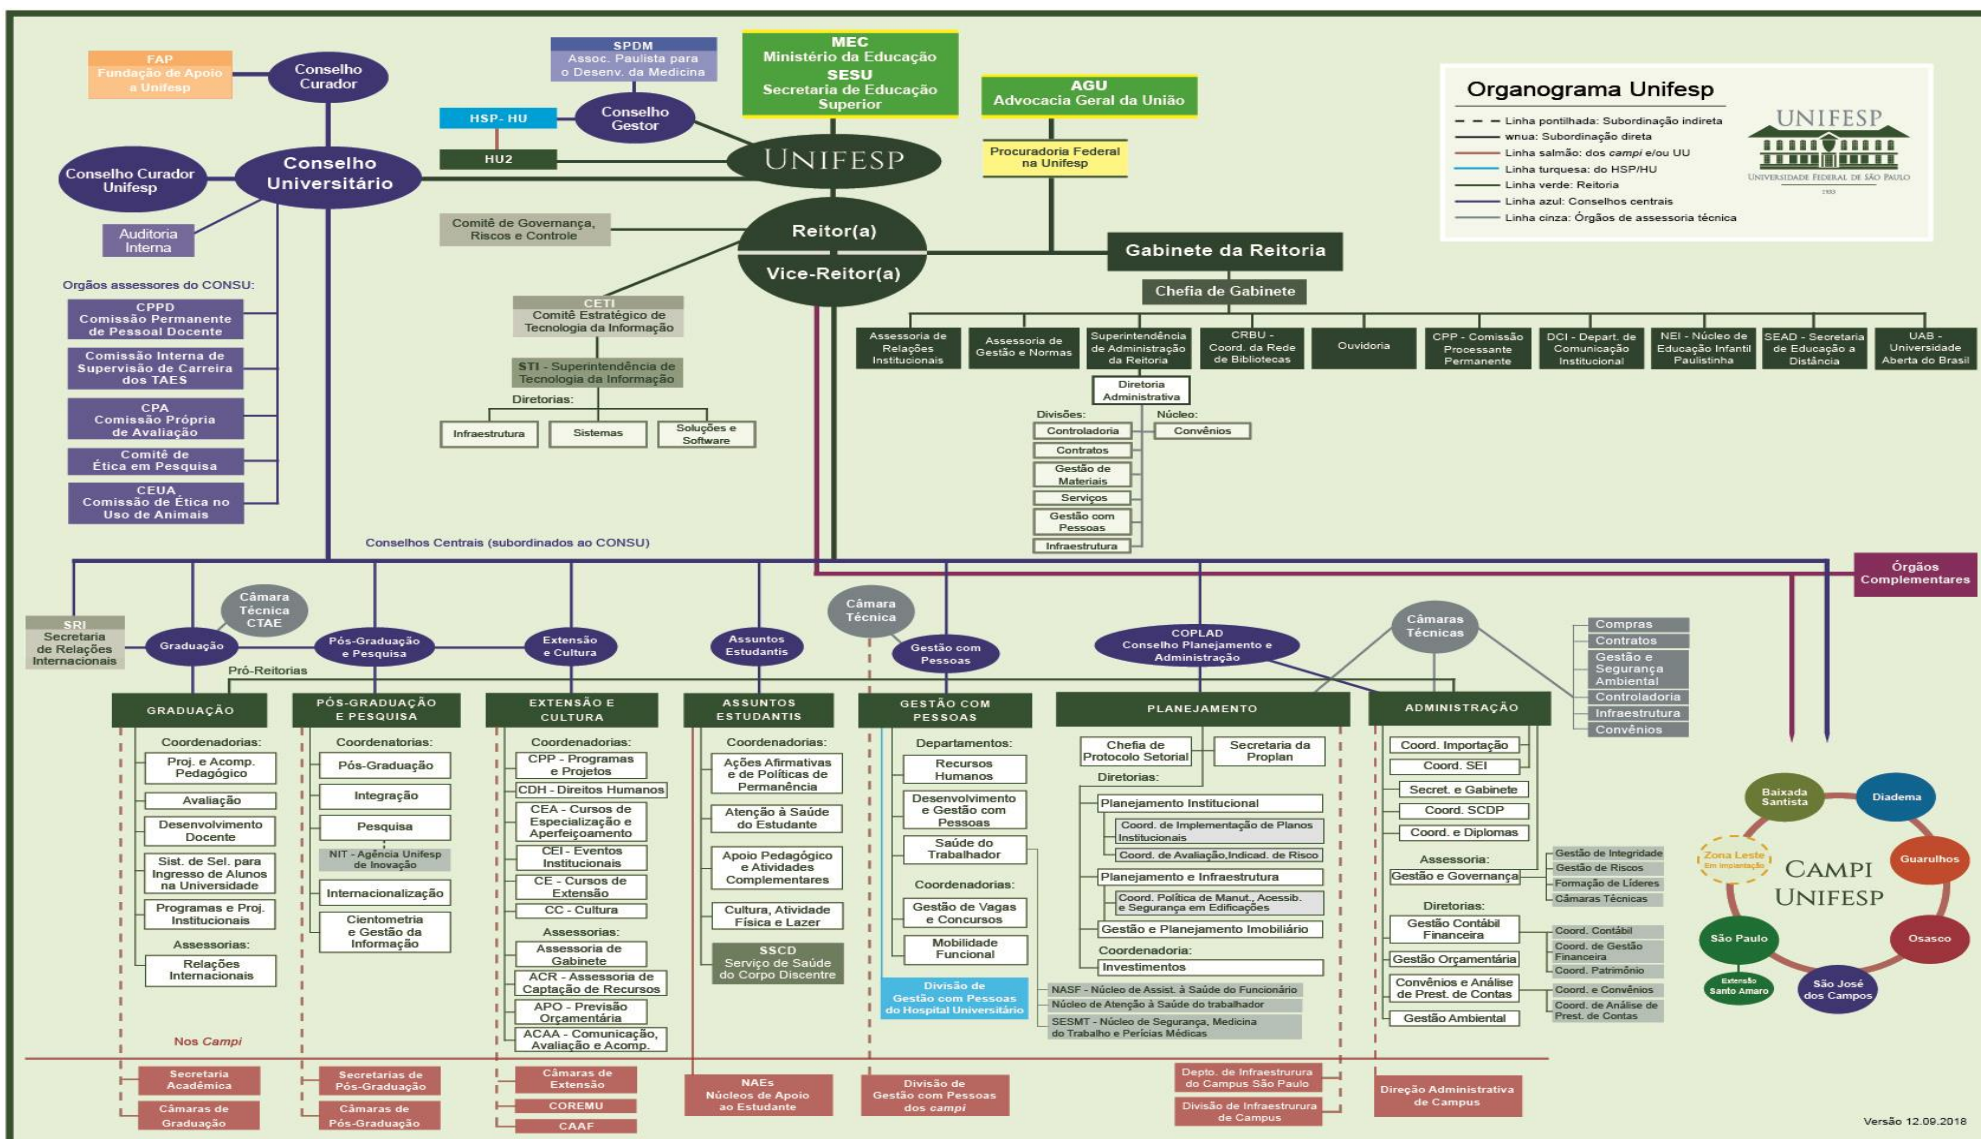 FAP
Fundação de Apoio
a Unifesp
Conselho
Curador
SPDM
Assoc. Paulista para
o Desenv. da Medicina
HSP- HU
HU2
Conselho
Gestor
MEC
Ministério da Educação
SESU
Secretaria de Educação
Superior
AGU
Advocacia Geral da União
Procuradoria Federal
na Unifesp
UNIFESP
Organograma Unifesp
Linha pontilhada: Subordinação indireta
wnua: Subordinação direta
Linha salmão: dos campi e/ou UU
Linha turquesa: do HSP/HU
Linha verde: Reitoria
Linha azul: Conselhos centrais
Linha cinza: Órgãos de assessoria técnica
UNIFESP
UNIVERSIDADE FEDERAL DE SÃO PAULO
1933
Conselho Curador
Unifesp
Conselho
Universitário
Auditoria
Interna
Comitê de Governança,
Riscos e Controle
Reitor(a)
Vice-Reitor(a)
Gabinete da Reitoria
Chefia de Gabinete
Orgãos assessores do CONSU:
CPPD
Comissão Permanente
de Pessoal Docente
Comissão Interna de
Supervisão de Carreira
dos TAES
CPA
Comissão Própria
de Avaliação
Comitê de
Ética em Pesquisa
CEUA
Comissão de Ética no
Uso de Animais
CETI
Comitê Estratégico de
Tecnologia da Informação
STI - Superintendência de
Tecnologia da Informação
Diretorias:
Infraestrutura
Sistemas
Soluções e
Software
Assessoria de
Relações
Institucionais
Assessoria de
Gestão e Normas
Superintendência
de Administração
da Reitoria
CRBU -
Coord. da Rede
de Bibliotecas
Ouvidoria
CPP - Comissão
Processante
Permanente
DCI - Depart. de
Comunicação
Institucional
NEI - Núcleo de
Educação Infantil
Paulistinha
SEAD - Secretaria
de Educação a
Distância
UAB -
Universidade
Aberta do Brasil
Diretoria
Administrativa
Divisões:
Núcleo:
Controladoria
Convênios
Contratos
Gestão de
Materiais
Serviços
Gestão com
Pessoas
Infraestrutura
Conselhos Centrais (subordinados ao CONSU)
Órgãos
Complementares
SRI
Secretaria
de Relações
Internacionais
Graduação
Câmara
Técnica
CTAE
Pós-Graduação
e Pesquisa
Extensão
e Cultura
Assuntos
Estudantis
Câmara
Técnica
Gestão com
Pessoas
COPLAD
Conselho Planejamento e
Administração
Câmaras
Técnicas
Compras
Contratos
Gestão e
Segurança
Ambiental
Controladoria
Infraestrutura
Convênios
Pró-Reitorias
GRADUAÇÃO
Coordenadorias:
Proj. e Acomp.
Pedagógico
Avaliação
Desenvolvimento
Docente
Sist. de Sel. para
Ingresso de Alunos
na Universidade
Programas e Proj.
Institucionais
Assessorias:
Relações
Internacionais
PÓS-GRADUAÇÃO
E PESQUISA
Coordenatorias:
Pós-Graduação
Integração
Pesquisa
NIT - Agência Unifesp
de Inovação
Internacionalização
Cientometria
e Gestão da
Informação
EXTENSÃO E
CULTURA
Coordenadorias:
CPP - Programas
e Projetos
CDH - Direitos Humanos
CEA - Cursos de
Especialização e
Aperfeiçoamento
CEI - Eventos
Institucionais
CE - Cursos de
Extensão
CC - Cultura
Assessorias:
Assessoria de
Gabinete
ACR - Assessoria de
Captação de Recursos
APO - Previsão
Orçamentária
ACAA - Comunicação,
Avaliação e Acomp.
ASSUNTOS
ESTUDANTIS
Coordenadorias:
Ações Afirmativas
e de Políticas de
Permanência
Atenção à Saúde
do Estudante
Apoio Pedagógico
e Atividades
Complementares
Cultura, Atividade
Física e Lazer
SSCD
Serviço de Saúde
do Corpo Discentre
GESTÃO COM
PESSOAS
Departamentos:
Recursos
Humanos
Desenvolvimento
e Gestão com
Pessoas
Saúde do
Trabalhador
Coordenadorias:
Gestão de Vagas
e Concursos
Mobilidade
Funcional
Divisão de
Gestão com Pessoas
do Hospital Universitário
NASF - Núcleo de Assist. à Saúde do Funcionário
Núcleo de Atenção à Saúde do trabalhador
SESMT - Núcleo de Segurança, Medicina
do Trabalho e Perícias Médicas
PLANEJAMENTO
Chefia de
Protocolo Setorial
Secretaria da
Proplan
Diretorias:
Planejamento Institucional
Coord. de Implementação de Planos
Institucionais
Coord. de Avaliação,Indicad. de Risco
Planejamento e Infraestrutura
Coord. Política de Manut., Acessib.
e Segurança em Edificações
Gestão e Planejamento Imobiliário
Coordenadoria:
Investimentos
ADMINISTRAÇÃO
Coord. Importação
Coord. SEI
Secret. e Gabinete
Coord. SCDP
Coord. e Diplomas
Assessoria:
Gestão e Governança
Gestão de Integridade
Gestão de Riscos
Formação de Líderes
Câmaras Técnicas
Diretorias:
Gestão Contábil
Financeira
Coord. Contábil
Coord. de Gestão
Financeira
Coord. Patrimônio
Gestão Orçamentária
Convênios e Análise
de Prest. de Contas
Coord. e Convênios
Coord. de Análise de
Prest. de Contas
Gestão Ambiental
Baixada
Santista
Diadema
Zona Leste
Em implantação
Guarulhos
CAMPI
UNIFESP
São Paulo
Osasco
Extensão
Santo Amaro
São José
dos Campos
Nos Campi
Secretaria
Acadêmica
Câmaras de
Graduação
Secretarias de
Pós-Graduação
Câmaras de
Pós-Graduação
Câmaras de
Extensão
COREMU
CAAF
NAEs
Núcleos de Apoio
ao Estudante
Divisão de
Gestão com Pessoas
dos campi
Depto. de Infraestrurura
do Campus São Paulo
Divisão de Infraestrurura
de Campus
Direção Administrativa
de Campus
Versão 12.09.2018